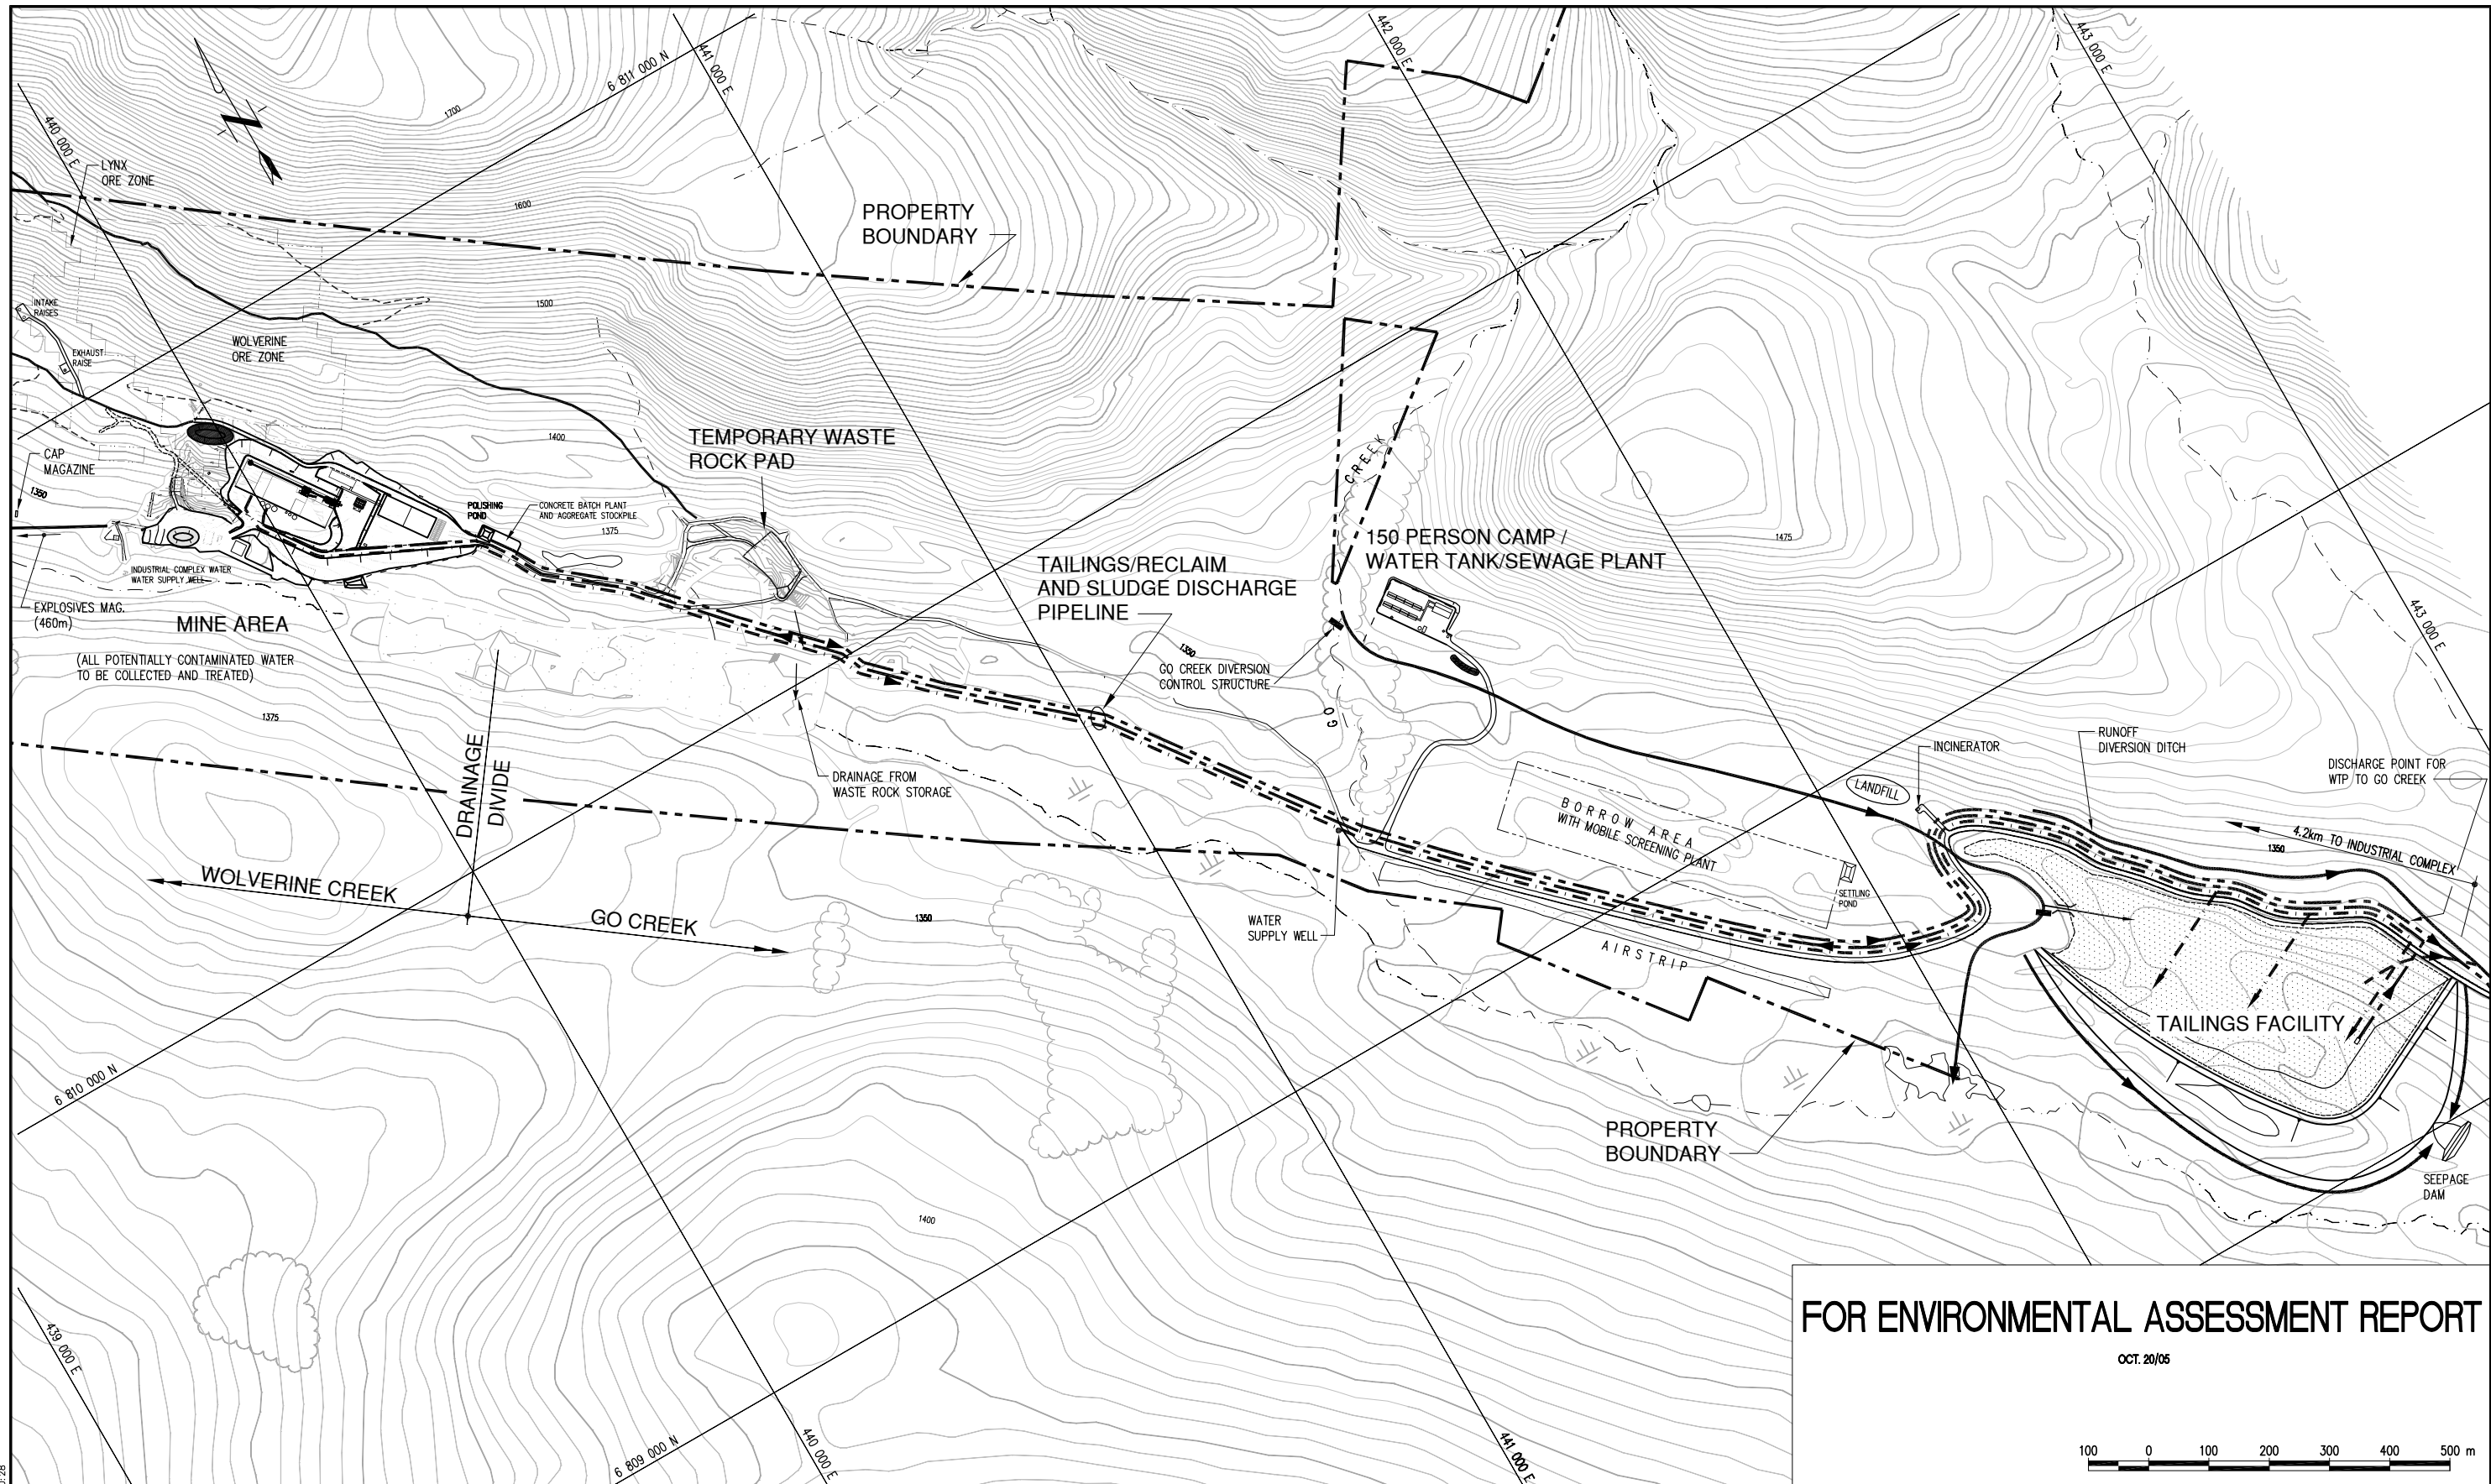 6 811 000 N
441 000 E
442 000 E
443 000 E
440 000 E
1700
LYNX
ORE ZONE
1600
PROPERTY
BOUNDARY
INTAKE
RAISES
1500
WOLVERINE
ORE ZONE
EXHAUST
RAISE
1400
TEMPORARY WASTE
ROCK PAD
CREEK
CAP
MAGAZINE
1350
POLISHING
POND
CONCRETE BATCH PLANT
AND AGGREGATE STOCKPILE
1375
150 PERSON CAMP /
WATER TANK/SEWAGE PLANT
1475
TAILINGS/RECLAIM
AND SLUDGE DISCHARGE
PIPELINE
INDUSTRIAL COMPLEX WATER
WATER SUPPLY WELL
EXPLOSIVES MAG.
(460m)
MINE AREA
443 000 E
(ALL POTENTIALLY CONTAMINATED WATER
TO BE COLLECTED AND TREATED)
1350
GO CREEK DIVERSION
CONTROL STRUCTURE
GO
1375
DRAINAGE
DIVIDE
DRAINAGE FROM
WASTE ROCK STORAGE
INCINERATOR
RUNOFF
DIVERSION DITCH
DISCHARGE POINT FOR
WTP TO GO CREEK
LANDFILL
BORROW AREA
WITH MOBILE SCREENING PLANT
4.2km TO INDUSTRIAL COMPLEX
1350
SETTLING
POND
WOLVERINE CREEK
GO CREEK
1350
WATER
SUPPLY WELL
AIRSTRIP
TAILINGS FACILITY
6 810 000 N
PROPERTY
BOUNDARY
SEEPAGE
DAM
1400
439 000 E
6 809 000 N
440 000 E
441 000 E
FOR ENVIRONMENTAL ASSESSMENT REPORT
OCT. 20/05
100 0 100 200 300 400 500 m